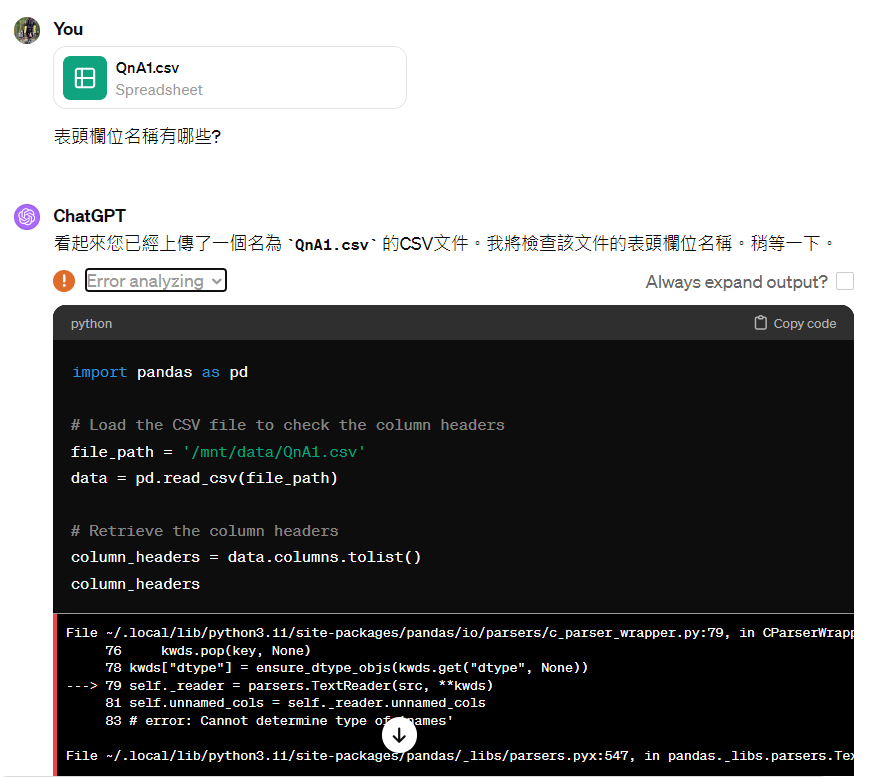 You
QnA1.csv
Spreadsheet
表頭欄位名稱有哪些?
ChatGPT
看起來您已經上傳了一個名為 `QnA1.csv` 的CSV文件。我將檢查該文件的表頭欄位名稱。稍等一下。
Error analyzing
Always expand output?
python
Copy code
import pandas as pd
# Load the CSV file to check the column headers
file_path = '/mnt/data/QnA1.csv'
data = pd.read_csv(file_path)
# Retrieve the column headers
column_headers = data.columns.tolist()
column_headers
File ~/.local/lib/python3.11/site-packages/pandas/io/parsers/c_parser_wrapper.py:79, in CParserWrapp
76     kwds.pop(key, None)
78 kwds["dtype"] = ensure_dtype_objs(kwds.get("dtype", None))
---> 79 self._reader = parsers.TextReader(src, **kwds)
81 self.unnamed_cols = self._reader.unnamed_cols
83 # error: Cannot determine type of 'names'
File ~/.local/lib/python3.11/site-packages/pandas/_libs/parsers.pyx:547, in pandas._libs.parsers.Tex